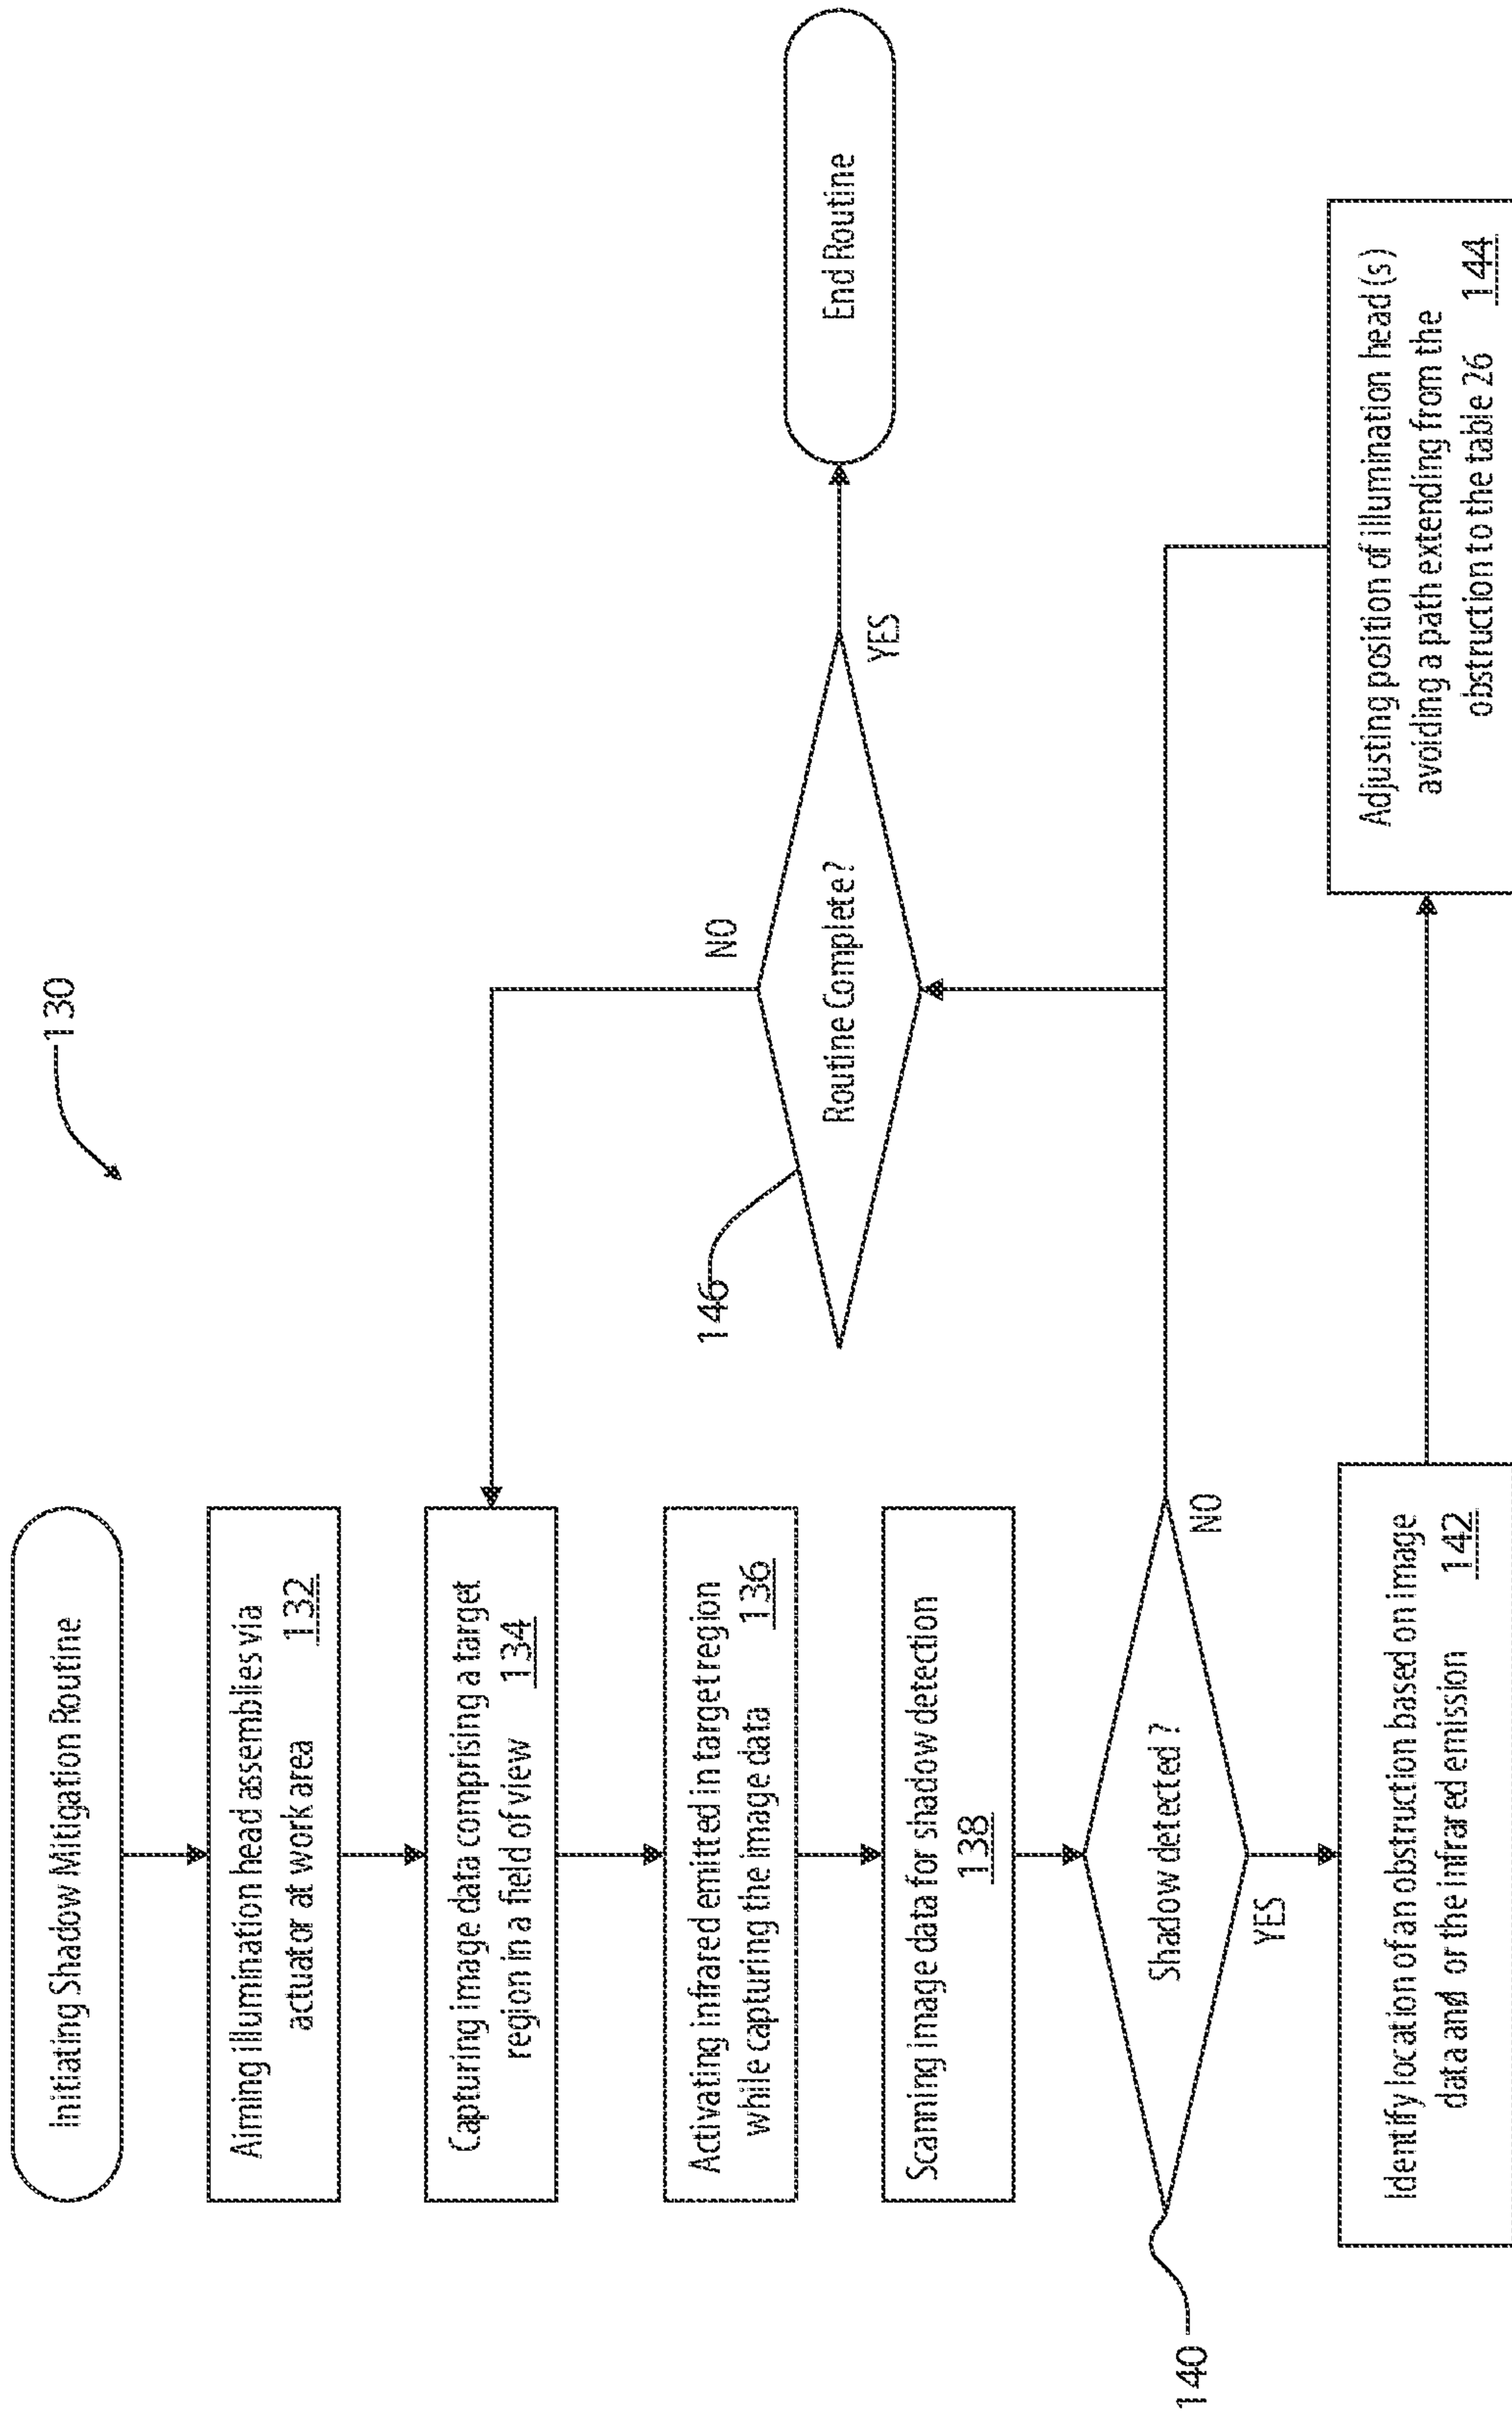 130
Initiating Shadow Mitigation Routine
Aiming illumination head assemblies via
actuator at work area 132
Capturing image data comprising a target
region in a field of view 134
Activating infrared emitted in target region
while capturing the image data 136
Scanning image data for shadow detection
138
140
Shadow detected ?
NO
YES
Identify location of an obstruction based on image
data and/ or the infrared emission 142
Adjusting position of illumination head (s)
avoiding a path extending from the
obstruction to the table 26 144
146
Routine Complete?
NO
YES
End Routine